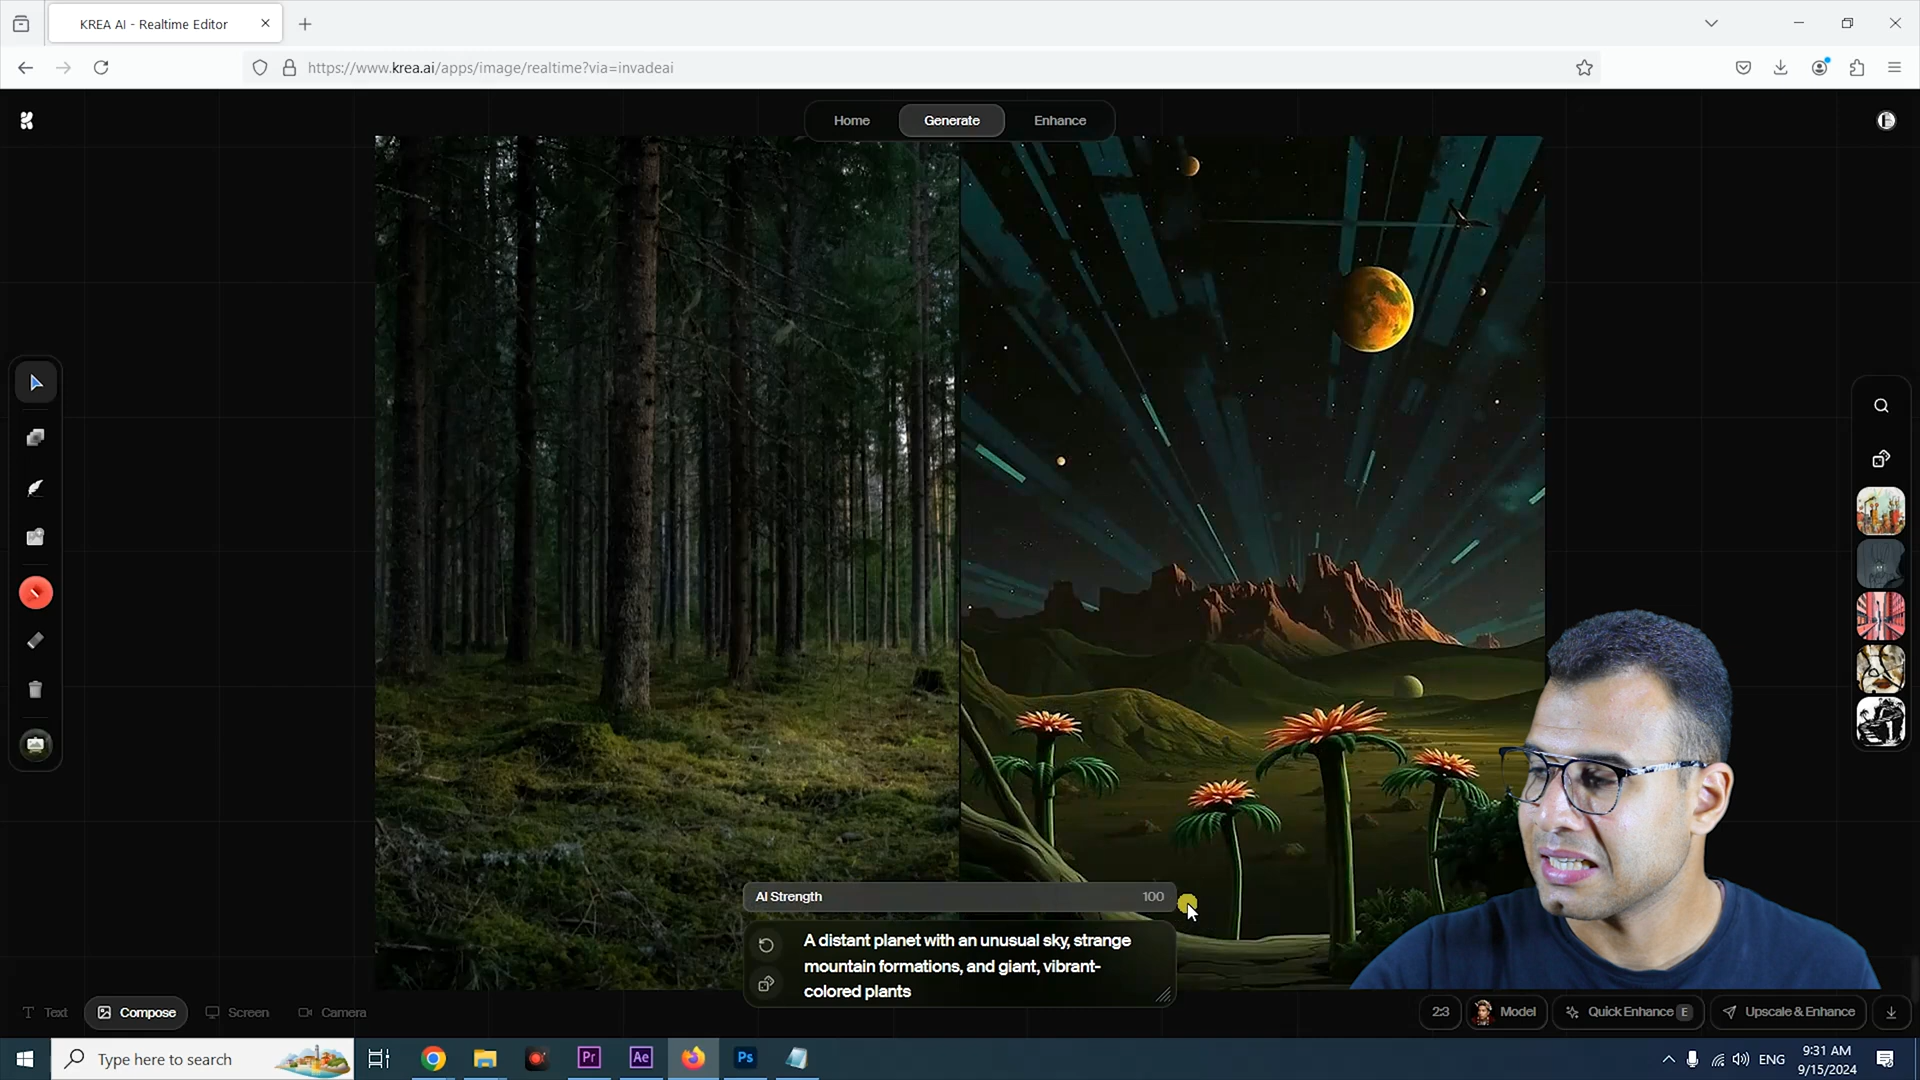 KREA AI - Realtime Editor
https://www.krea.ai/apps/image/realtime?via=invadeai
Home
Generate
Enhance
AI Strength
100
A distant planet with an unusual sky, strange
mountain formations, and giant, vibrant-
colored plants
Text
Compose
Screen
Camera
2:3
Model
Quick Enhance E
Upscale & Enhance
Type here to search
Pr
Ae
Ps
ENG
9:31 AM
9/15/2024